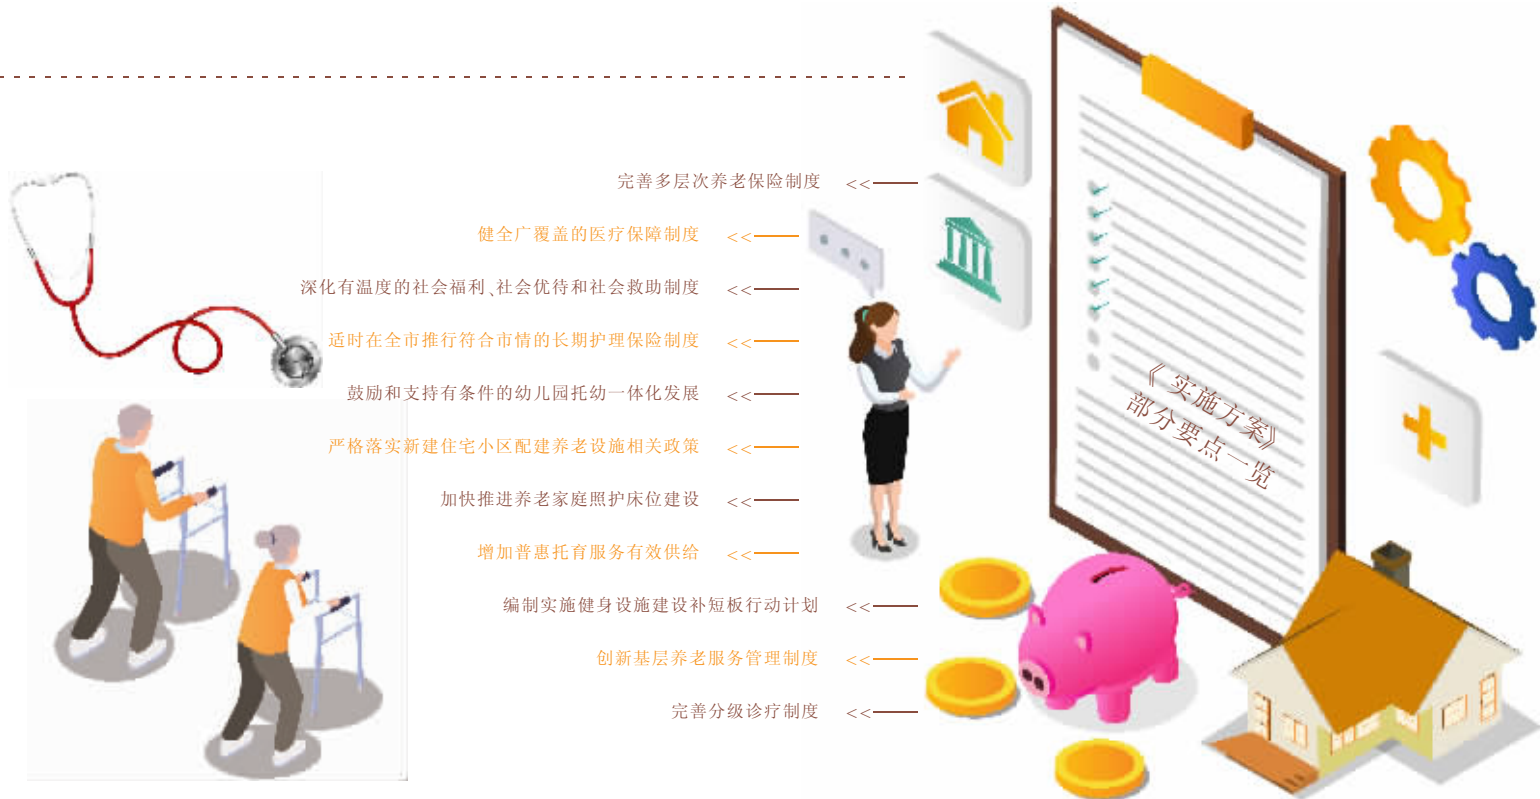 完善多层次养老保险制度 <<
健全广覆盖的医疗保障制度 <<
深化有温度的社会福利、社会优待和社会救助制度 <<
适时在全市推行符合市情的长期护理保险制度 <<
鼓励和支持有条件的幼儿园托幼一体化发展 <<
严格落实新建住宅小区配建养老设施相关政策 <<
加快推进养老家庭照护床位建设 <<
增加普惠托育服务有效供给 <<
编制实施健身设施建设补短板行动计划 <<
创新基层养老服务管理制度 <<
完善分级诊疗制度 <<
《实施方案》
部分要点一览